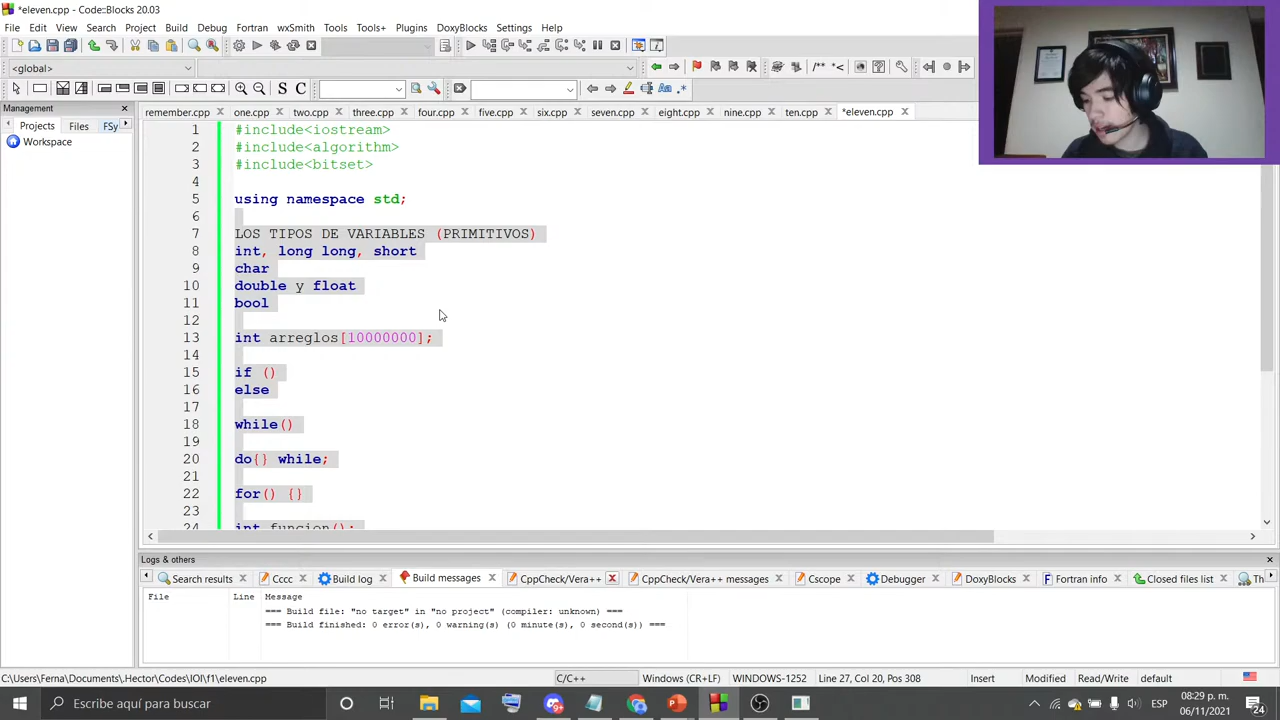 *eleven.cpp - Code::Blocks 20.03
File Edit View Search Project Build Debug Fortran wxSmith Tools Tools+ Plugins DoxyBlocks Settings Help
<global>
/** *<
S C
Aa
Management
Projects Files FSy
Workspace
remember.cpp one.cpp two.cpp three.cpp four.cpp five.cpp six.cpp seven.cpp eight.cpp nine.cpp ten.cpp *eleven.cpp
1 #include<iostream>
2 #include<algorithm>
3 #include<bitset>
4
5 using namespace std;
6
7 LOS TIPOS DE VARIABLES (PRIMITIVOS)
8 int, long long, short
9 char
10 double y float
11 bool
12
13 int arreglos[10000000];
14
15 if ()
16 else
17
18 while()
19
20 do{} while;
21
22 for() {}
23
24 int funcion();
Logs & others
Search results Cccc Build log Build messages CppCheck/Vera++ CppCheck/Vera++ messages Cscope Debugger DoxyBlocks Fortran info Closed files list Th
File Line Message
=== Build file: "no target" in "no project" (compiler: unknown) ===
=== Build finished: 0 error(s), 0 warning(s) (0 minute(s), 0 second(s)) ===
C:\Users\Ferna\Documents\.Hector\Codes\IOI\f1\eleven.cpp C/C++ Windows (CR+LF) WINDOWS-1252 Line 27, Col 20, Pos 308 Insert Modified Read/Write default
Escribe aquí para buscar
ESP
08:29 p. m.
06/11/2021
24